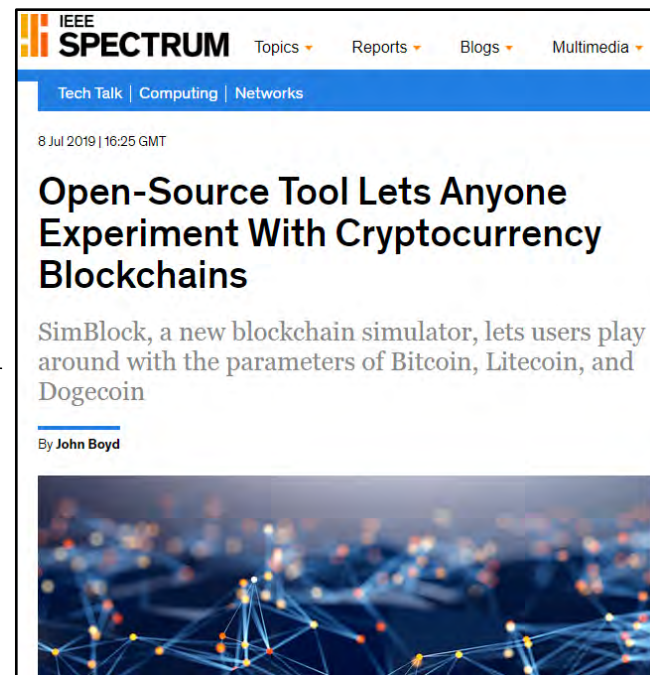 IEEE
SPECTRUM
Topics Reports Blogs Multimedia
Tech Talk | Computing | Networks
8 Jul 2019 | 16:25 GMT
Open-Source Tool Lets Anyone
Experiment With Cryptocurrency
Blockchains
SimBlock, a new blockchain simulator, lets users play
around with the parameters of Bitcoin, Litecoin, and
Dogecoin
By John Boyd